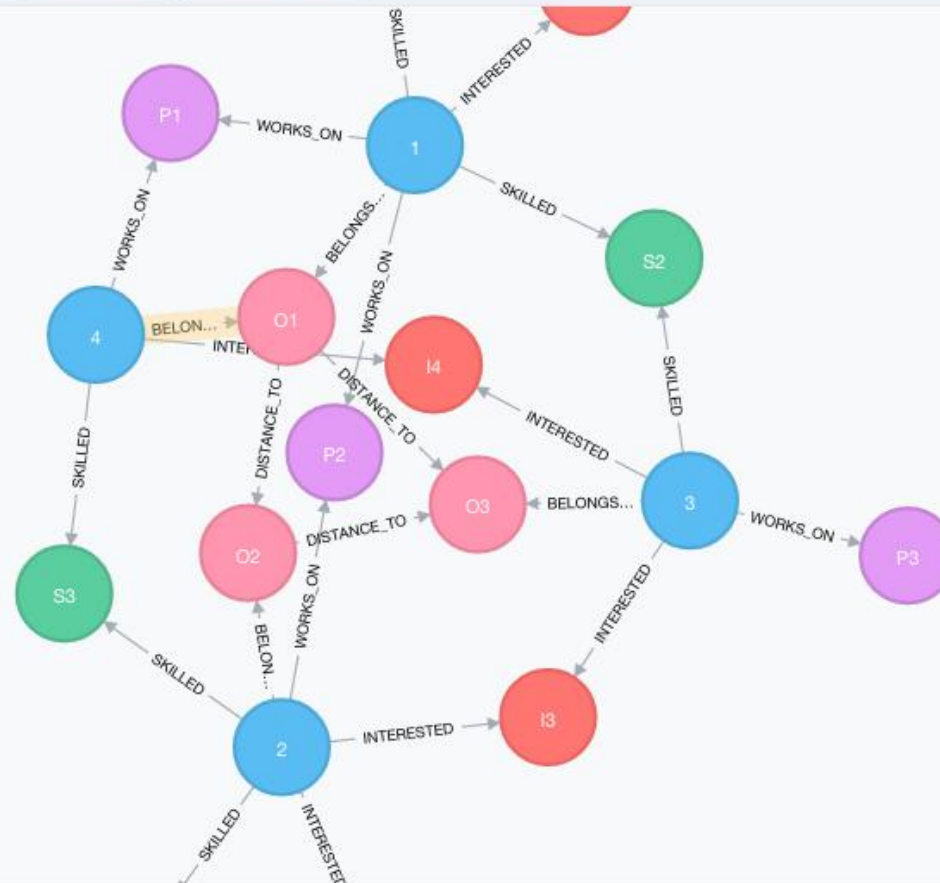 SKILLED
INTERESTED
P1
WORKS_ON
1
SKILLED
WORKS_ON
BELONGS...
S2
WORKS_ON
O1
BELON...
4
INTER
I4
DISTANCE_TO
SKILLED
DISTANCE_TO
INTERESTED
SKILLED
P2
3
O3
BELONGS...
WORKS_ON
DISTANCE_TO
O2
P3
S3
WORKS_ON
INTERESTED
BELON...
SKILLED
I3
INTERESTED
2
SKILLED
INTERESTED